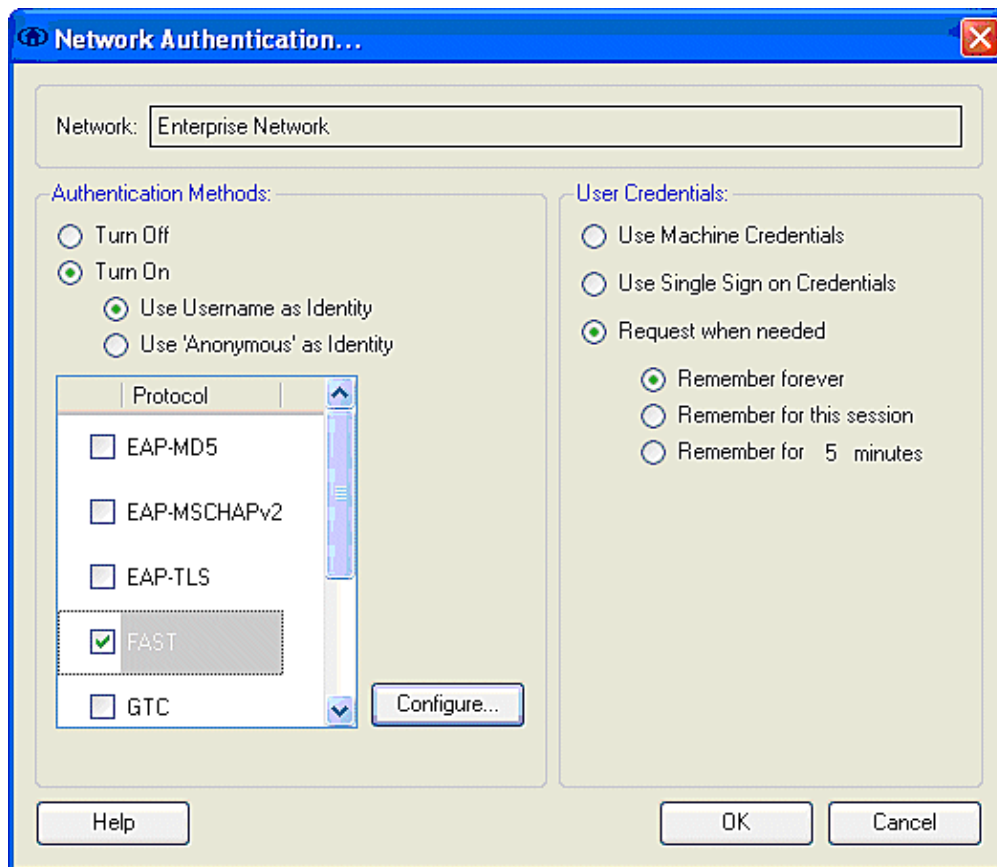 Network Authentication...
Network: Enterprise Network
Authentication Methods:
Turn Off
Turn On
Use Username as Identity
Use 'Anonymous' as Identity
Protocol
EAP-MD5
EAP-MSCHAPv2
EAP-TLS
FAST
GTC
Configure...
User Credentials:
Use Machine Credentials
Use Single Sign on Credentials
Request when needed
Remember forever
Remember for this session
Remember for 5 minutes
Help
OK
Cancel